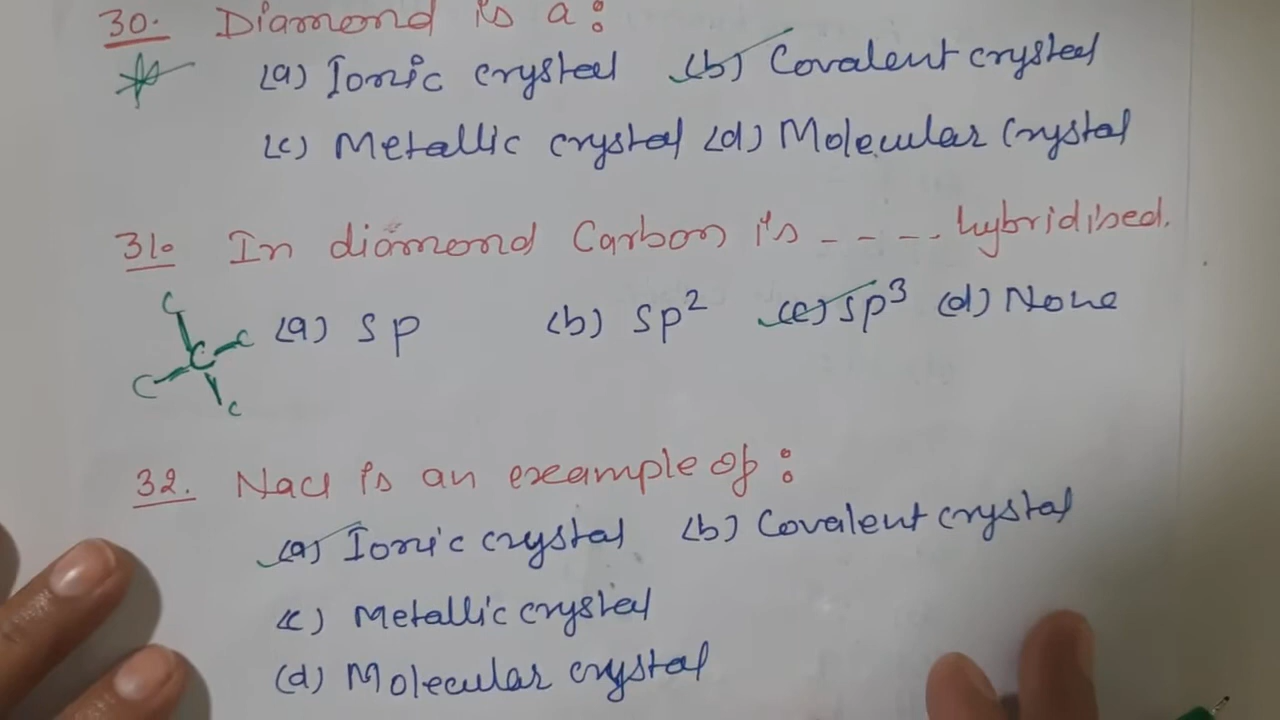 30. Diamond is a :
(a) Ionic crystal (b) Covalent crystal
(c) Metallic crystal (d) Molecular Crystal
31. In diamond Carbon is - - - - hybridised.
(a) sp (b) sp² (c) sp³ (d) None
C
C C C
C
32. NaCl is an example of :
(a) Ionic crystal (b) Covalent crystal
(c) Metallic crystal
(d) Molecular crystal